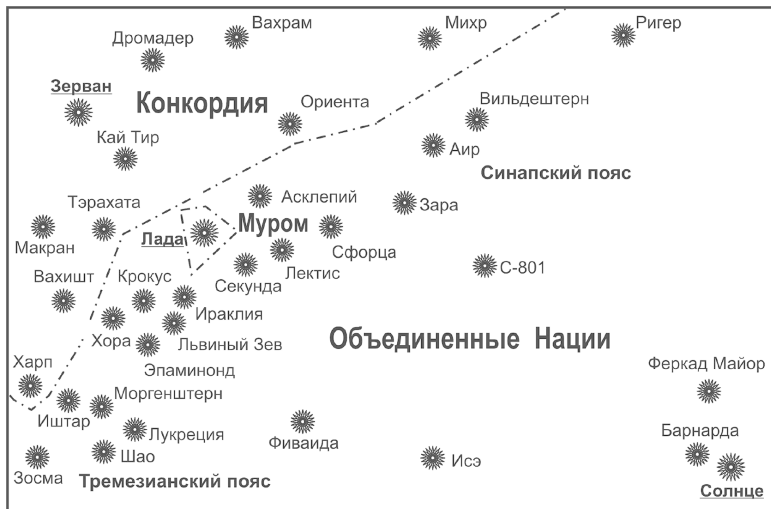 Вахрам
Михр
Ригер
Дромадер
Зерван
Конкордия
Ориента
Вильдештерн
Кай Тир
Аир
Синапский пояс
Тэрахата
Асклепий
Зара
Макран
Лада
Муром
Сфорца
Лектис
Секунда
С-801
Вахишт
Крокус
Ираклия
Хора
Львиный Зев
Объединенные Нации
Эпаминонд
Харп
Феркад Майор
Моргенштерн
Иштар
Лукреция
Фиваида
Барнарда
Шао
Исэ
Зосма
Тремезианский пояс
Солнце